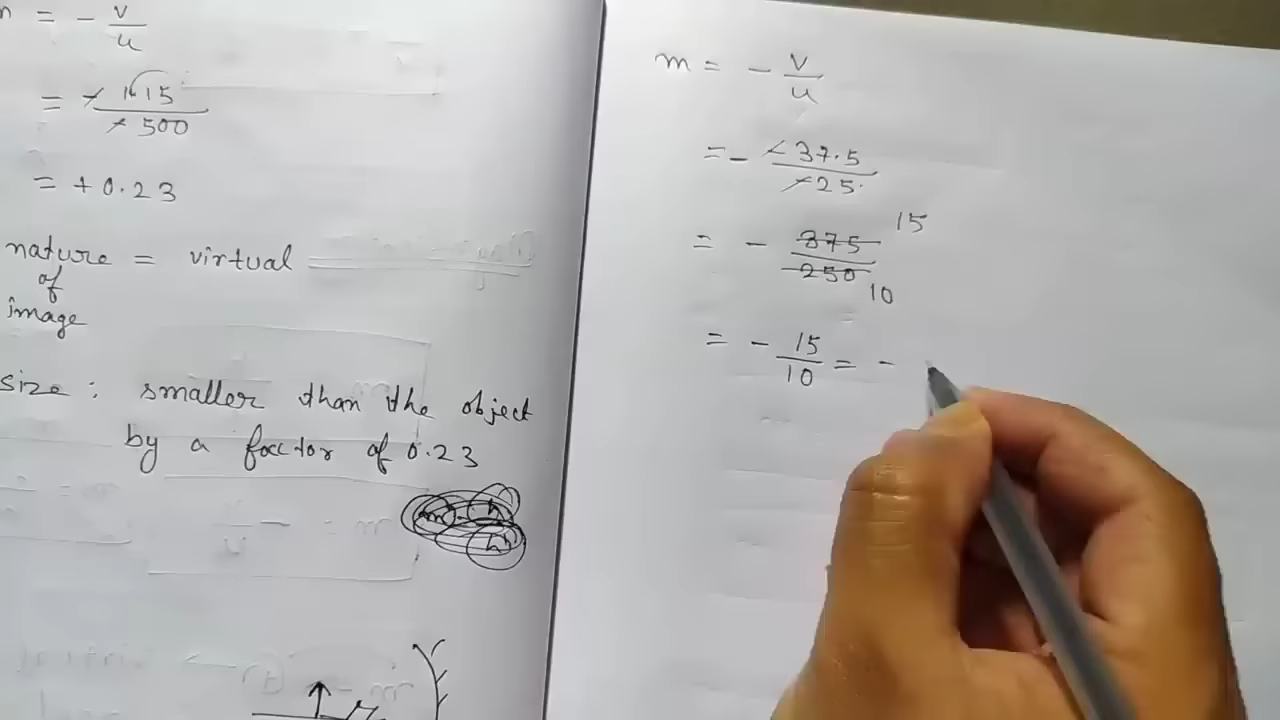 m = - v/u
= - 1.15 / - 500
= + 0.23
nature = virtual
of
image
size : smaller than the object
by a factor of 0.23
m = - v/u
= - - 37.5 / - 25
= - 375 / 250 15 10
= - 15/10 = -